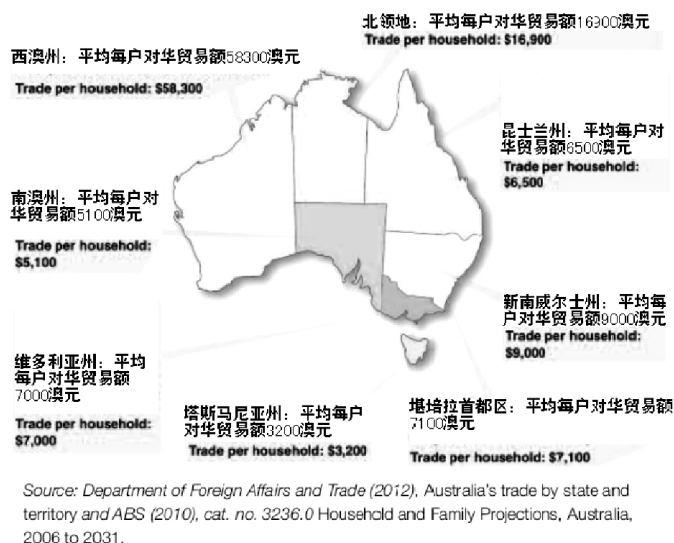 北领地：平均每户对华贸易额16900澳元
Trade per household: $16,900
西澳州：平均每户对华贸易额58300澳元
Trade per household: $58,300
昆士兰州：平均每户对
华贸易额6500澳元
Trade per household:
$6,500
南澳州：平均每户对
华贸易额5100澳元
Trade per household:
$5,100
新南威尔士州：平均每
户对华贸易额9000澳元
Trade per household:
$9,000
维多利亚州：平均
每户对华贸易额
7000澳元
Trade per household:
$7,000
塔斯马尼亚州：平均每户
对华贸易额3200澳元
Trade per household: $3,200
堪培拉首都区：平均每户对华贸易额
7100澳元
Trade per household: $7,100
Source: Department of Foreign Affairs and Trade (2012), Australia's trade by state and
territory and ABS (2010), cat. no. 3236.0 Household and Family Projections, Australia,
2006 to 2031.